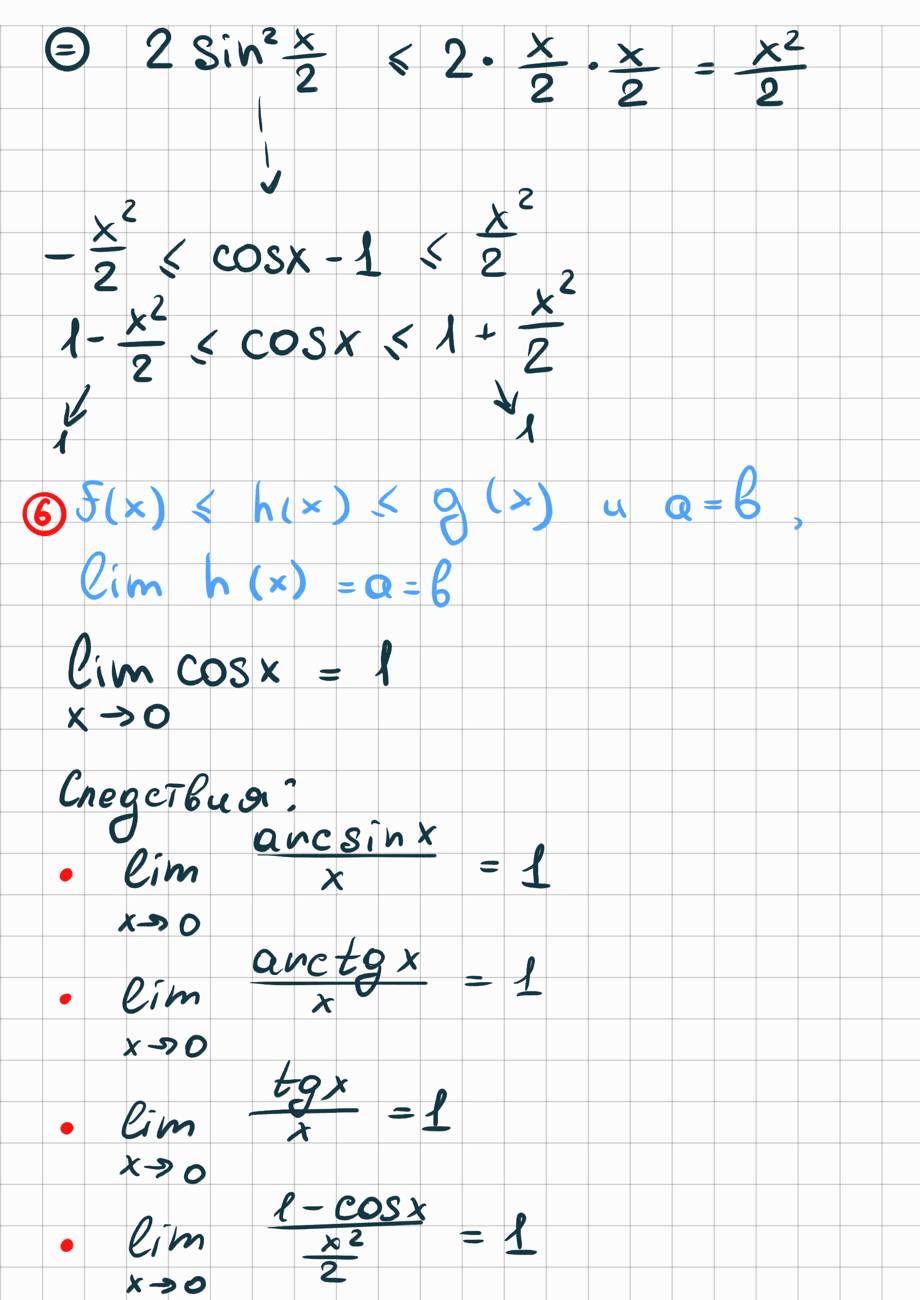 ⊜ 2 sin² x/2 ≤ 2 · x/2 · x/2 = x²/2
- x²/2 ≤ cosx - 1 ≤ x²/2
1 - x²/2 ≤ cosx ≤ 1 + x²/2
1 1
⑥ f(x) ≤ h(x) ≤ g(x) и a = b ,
lim h(x) = a = b
lim cosx = 1
x → 0
Следствия:
• lim arcsin x / x = 1
x → 0
• lim arctg x / x = 1
x → 0
• lim tg x / x = 1
x → 0
• lim (1 - cosx) / (x²/2) = 1
x → 0